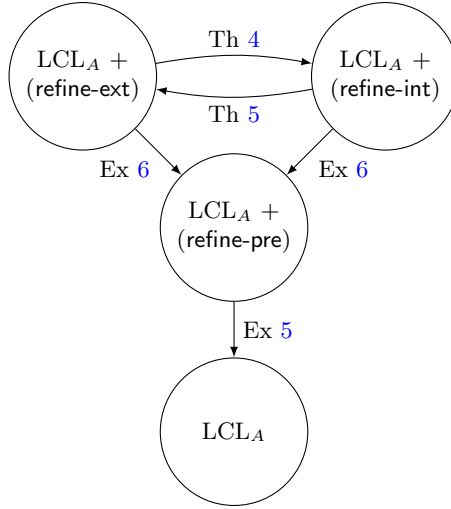 Th 4
LCL_A +
(refine-ext)
LCL_A +
(refine-int)
Th 5
Ex 6
Ex 6
LCL_A +
(refine-pre)
Ex 5
LCL_A